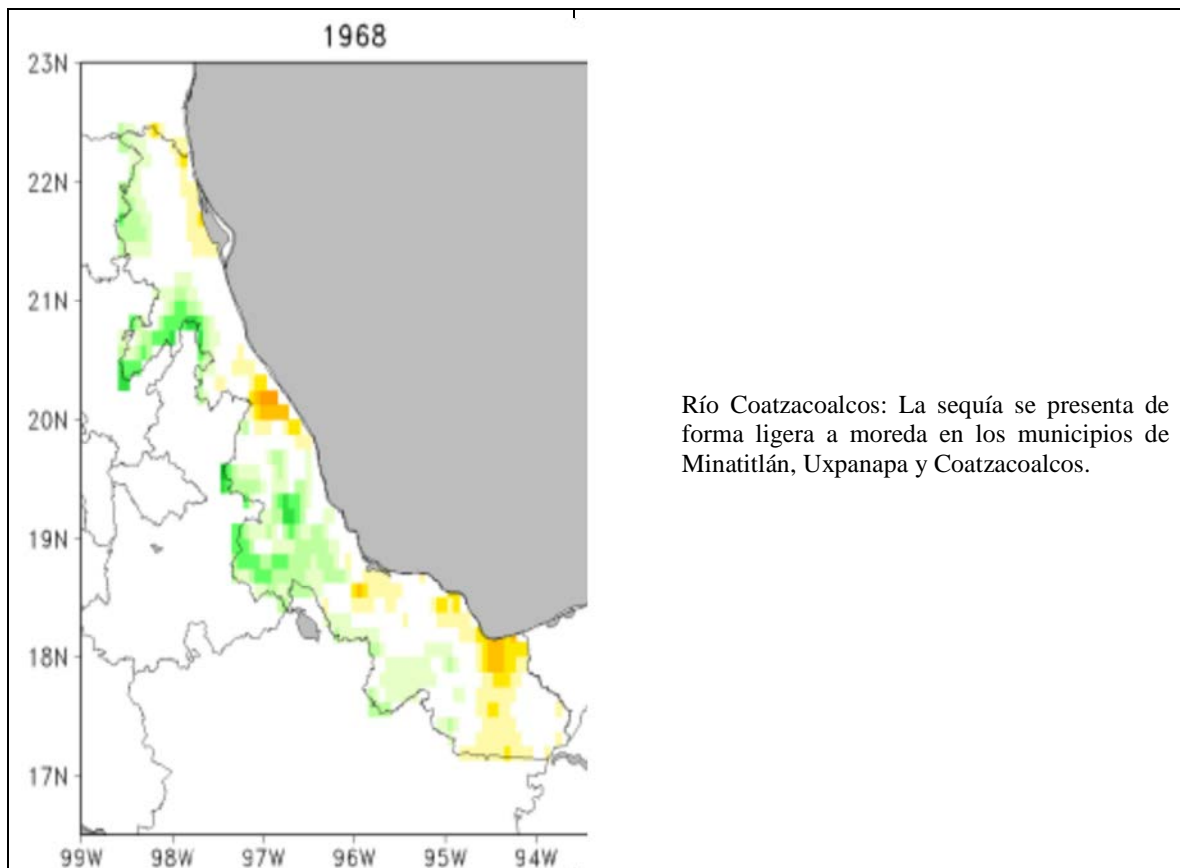 1968
23N
22N
21N
20N
19N
18N
17N
99W 98W 97W 96W 95W 94W
Río Coatzacoalcos: La sequía se presenta de
forma ligera a moreda en los municipios de
Minatitlán, Uxpanapa y Coatzacoalcos.